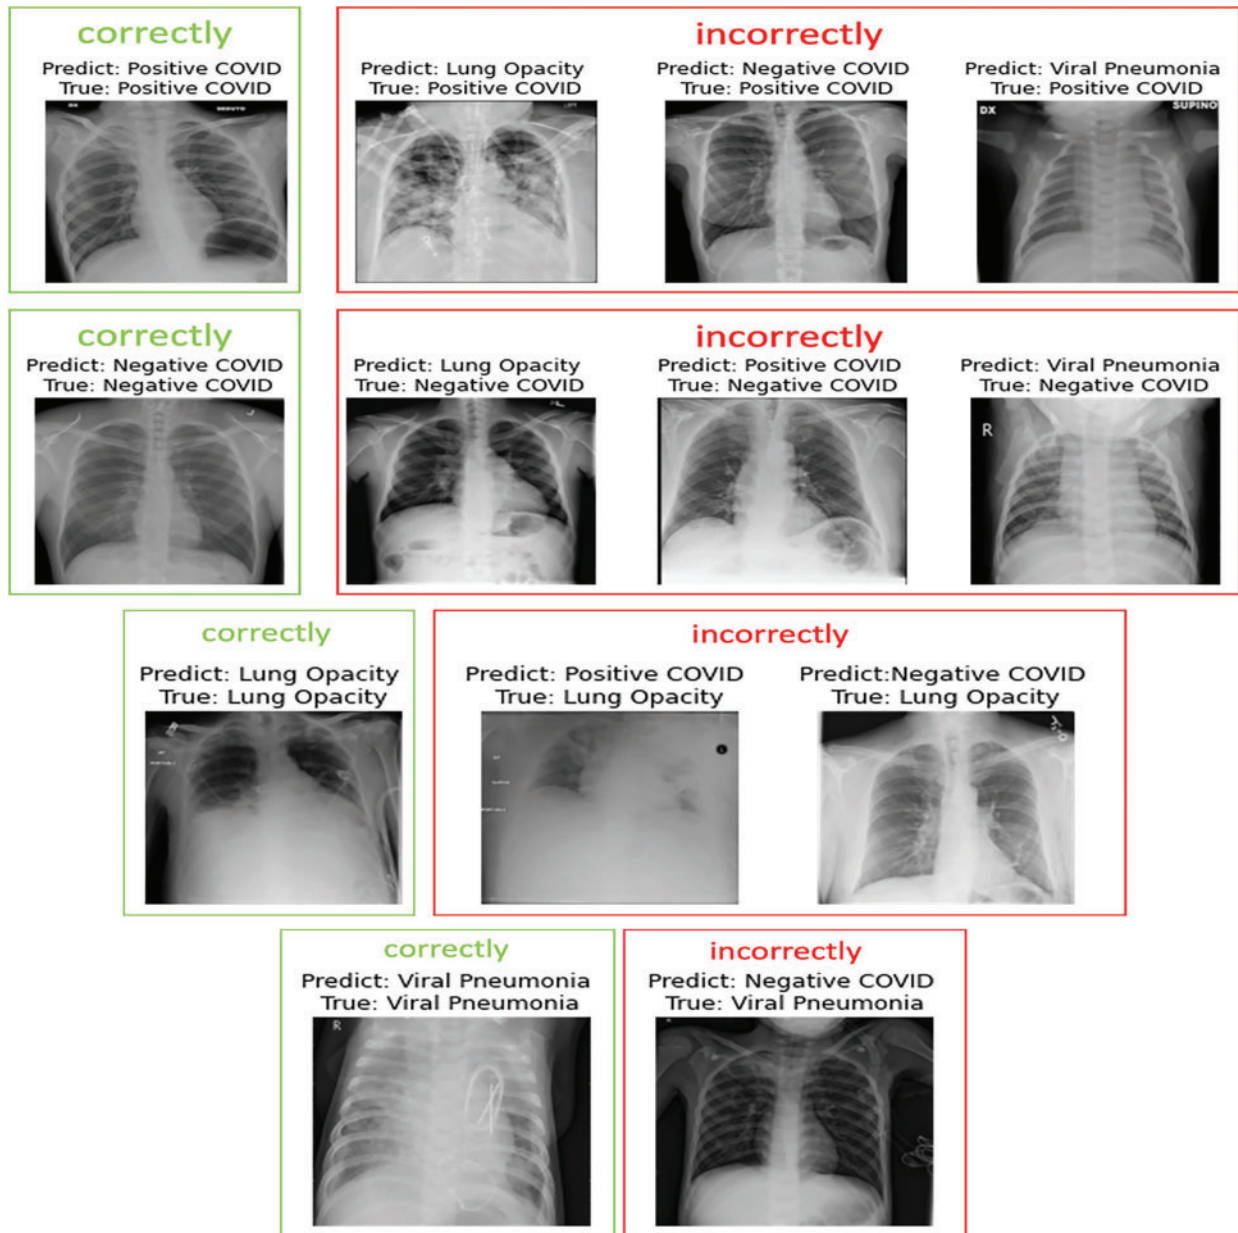 correctly
Predict: Positive COVID
True: Positive COVID
DX
SEDUTO
incorrectly
Predict: Lung Opacity
True: Positive COVID
LEFT
Predict: Negative COVID
True: Positive COVID
Predict: Viral Pneumonia
True: Positive COVID
DX
SUPINO
correctly
Predict: Negative COVID
True: Negative COVID
incorrectly
Predict: Lung Opacity
True: Negative COVID
Predict: Positive COVID
True: Negative COVID
Predict: Viral Pneumonia
True: Negative COVID
R
correctly
Predict: Lung Opacity
True: Lung Opacity
incorrectly
Predict: Positive COVID
True: Lung Opacity
L
Predict:Negative COVID
True: Lung Opacity
correctly
Predict: Viral Pneumonia
True: Viral Pneumonia
R
incorrectly
Predict: Negative COVID
True: Viral Pneumonia